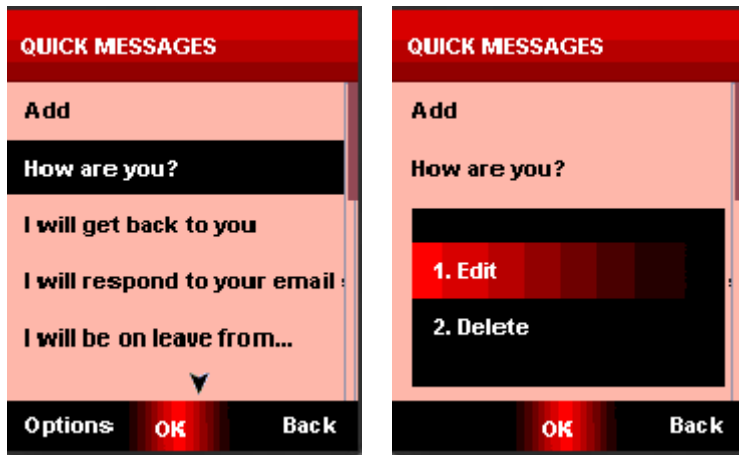 QUICK MESSAGES
Add
How are you?
I will get back to you
I will respond to your email
I will be on leave from...
Options OK Back
QUICK MESSAGES
Add
How are you?
1. Edit
2. Delete
OK Back